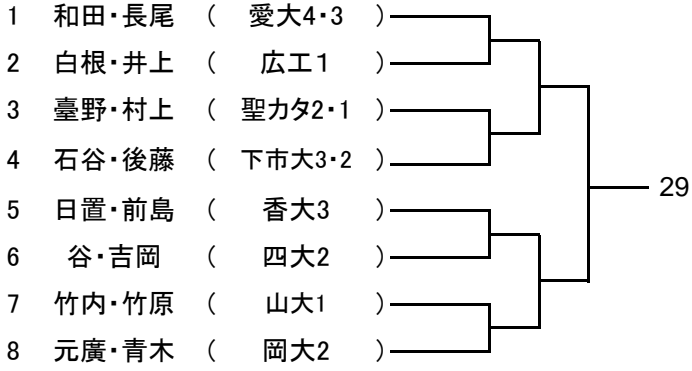 1 和田・長尾 ( 愛大4・3 )
2 白根・井上 ( 広工1 )
3 臺野・村上 ( 聖カタ2・1 )
4 石谷・後藤 ( 下市大3・2 )
5 日置・前島 ( 香大3 )
6 谷・吉岡 ( 四大2 )
7 竹内・竹原 ( 山大1 )
8 元廣・青木 ( 岡大2 )
29